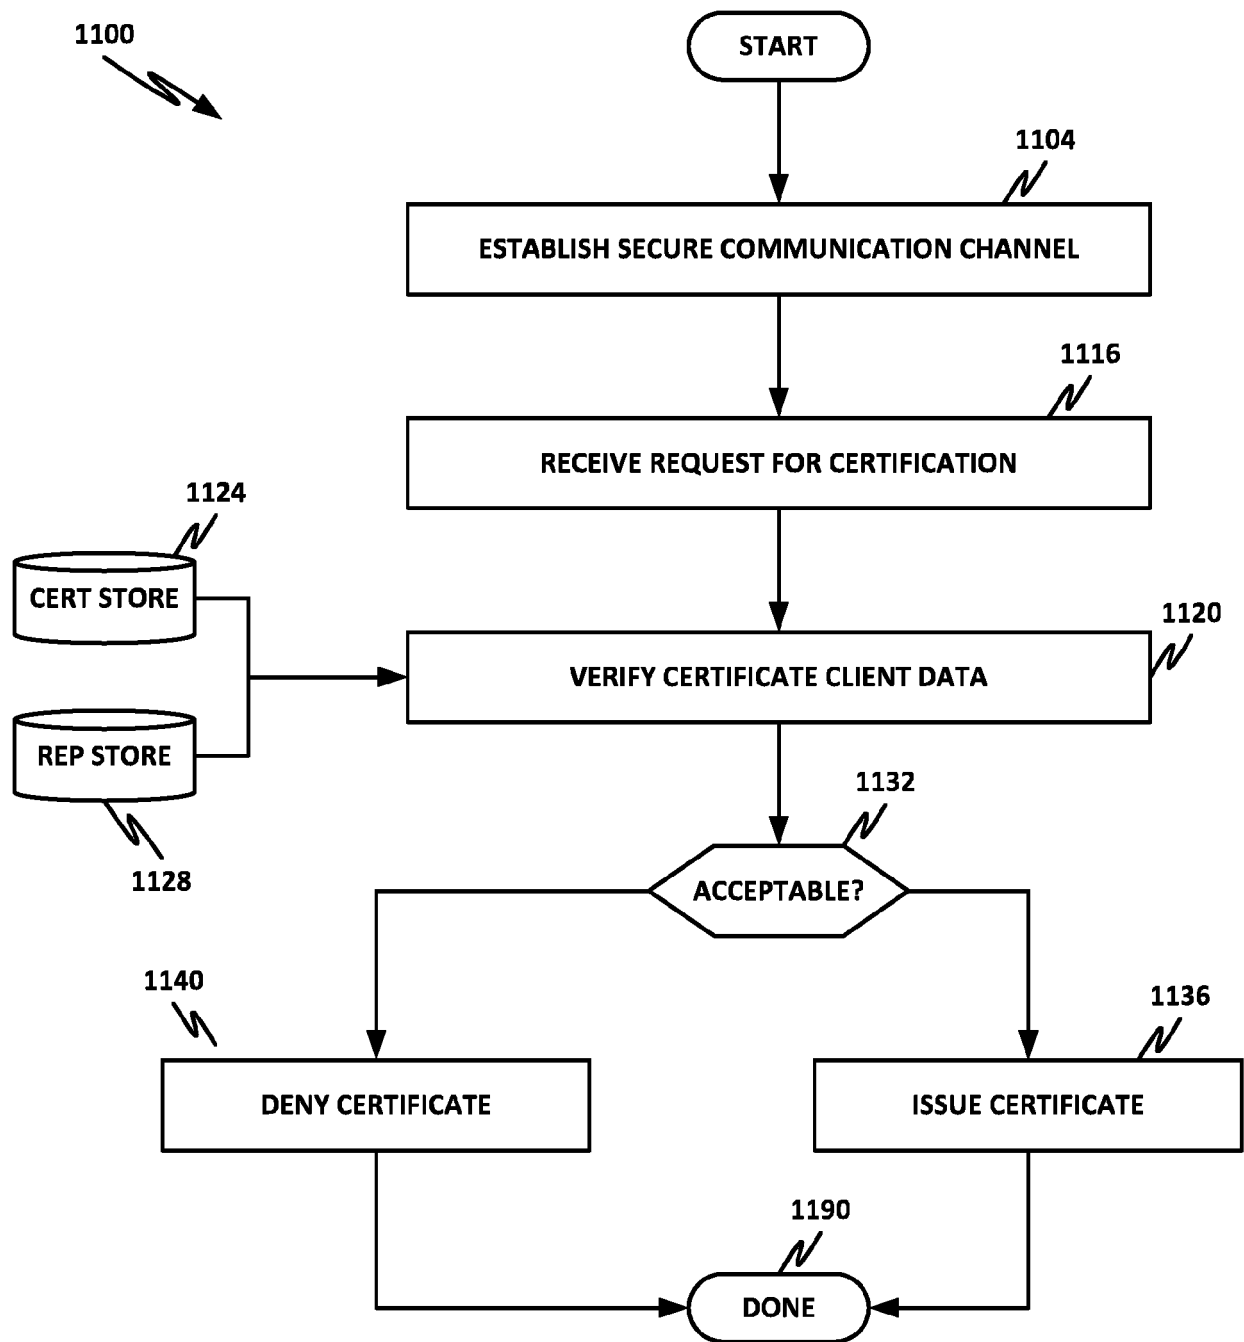 1100
START
1104
ESTABLISH SECURE COMMUNICATION CHANNEL
1116
RECEIVE REQUEST FOR CERTIFICATION
1124
CERT STORE
1120
VERIFY CERTIFICATE CLIENT DATA
REP STORE
1128
1132
ACCEPTABLE?
1140
DENY CERTIFICATE
1136
ISSUE CERTIFICATE
1190
DONE